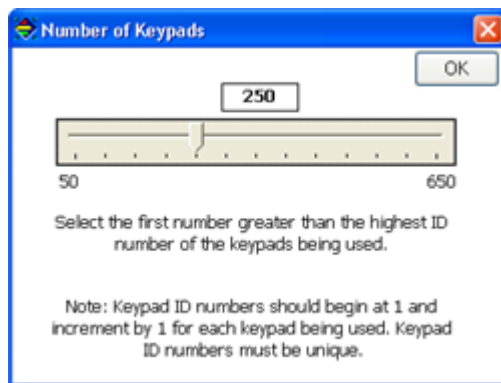 Number of Keypads
OK
250
50 650
Select the first number greater than the highest ID
number of the keypads being used.
Note: Keypad ID numbers should begin at 1 and
increment by 1 for each keypad being used. Keypad
ID numbers must be unique.